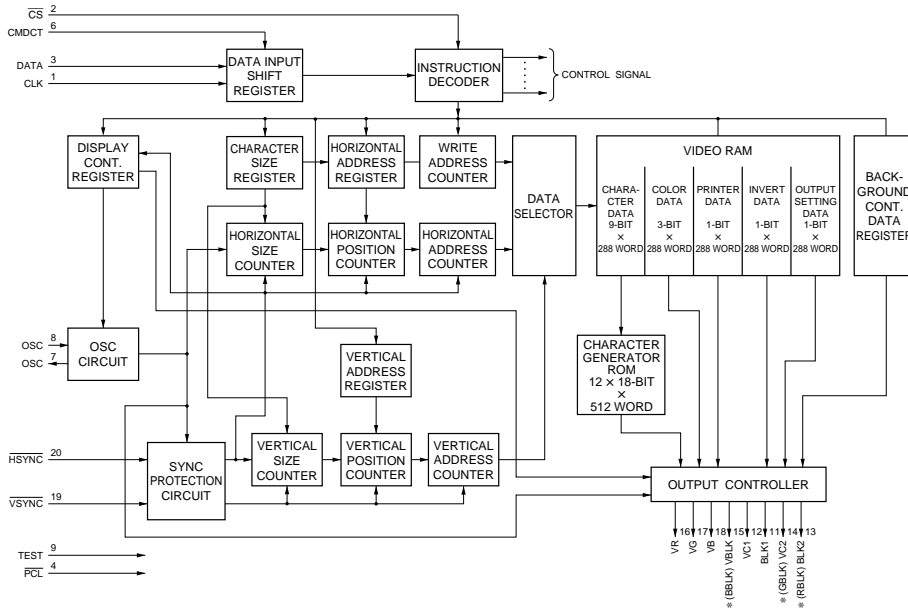 CS 2
CMDCT 6
DATA 3
CLK 1
DATA INPUT
SHIFT
REGISTER
INSTRUCTION
DECODER
CONTROL SIGNAL
DISPLAY
CONT.
REGISTER
CHARACTER
SIZE
REGISTER
HORIZONTAL
ADDRESS
REGISTER
WRITE
ADDRESS
COUNTER
DATA
SELECTOR
VIDEO RAM
CHARA-
CTER
DATA
9-BIT
×
288 WORD
COLOR
DATA
3-BIT
×
288 WORD
PRINTER
DATA
1-BIT
×
288 WORD
INVERT
DATA
1-BIT
×
288 WORD
OUTPUT
SETTING
DATA
1-BIT
×
288 WORD
BACK-
GROUND
CONT.
DATA
REGISTER
HORIZONTAL
SIZE
COUNTER
HORIZONTAL
POSITION
COUNTER
HORIZONTAL
ADDRESS
COUNTER
OSC 8
OSC 7
OSC
CIRCUIT
VERTICAL
ADDRESS
REGISTER
CHARACTER
GENERATOR
ROM
12 × 18-BIT
×
512 WORD
HSYNC 20
VSYNC 19
SYNC
PROTECTION
CIRCUIT
VERTICAL
SIZE
COUNTER
VERTICAL
POSITION
COUNTER
VERTICAL
ADDRESS
COUNTER
OUTPUT CONTROLLER
TEST 9
PCL 4
16 17 18 15 12 11 14 13
VR
VG
VB
* (BBLK) VBLK
VC1
BLK1
* (GBLK) VC2
* (RBLK) BLK2